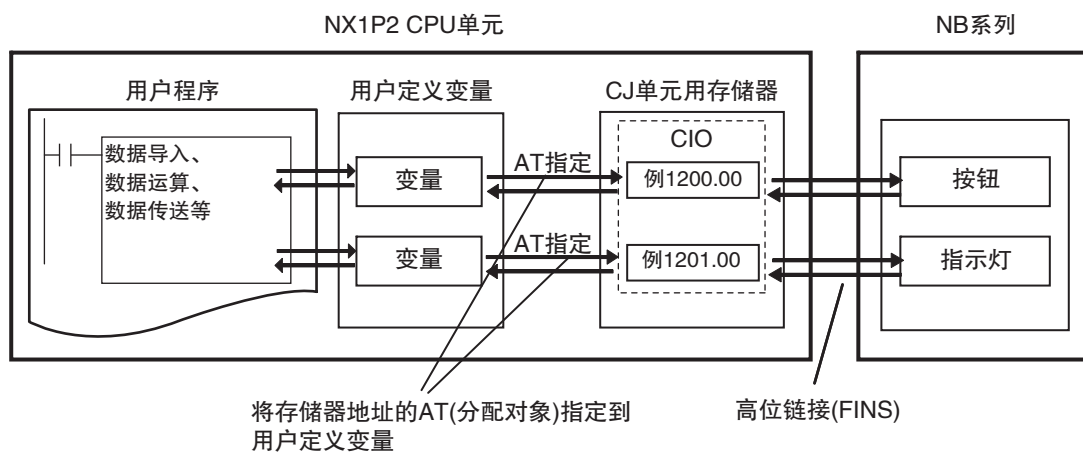 NX1P2 CPU单元
NB系列
用户程序
用户定义变量
CJ单元用存储器
数据导入、
数据运算、
数据传送等
变量
AT指定
CIO
例1200.00
按钮
变量
AT指定
例1201.00
指示灯
将存储器地址的AT(分配对象)指定到
用户定义变量
高位链接(FINS)